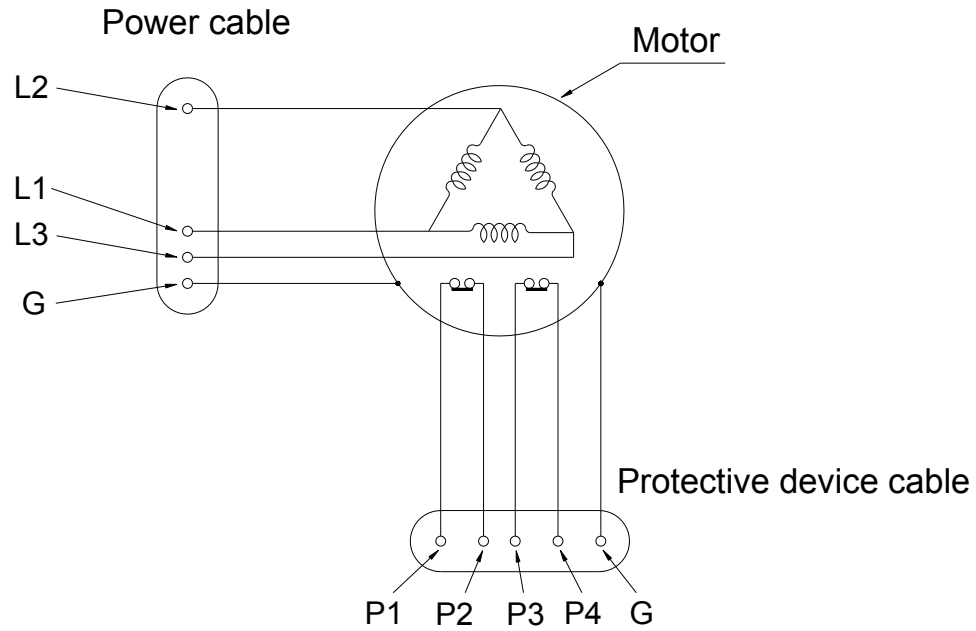 Power cable
Motor
L2
L1
L3
G
Protective device cable
P1 P2 P3 P4 G